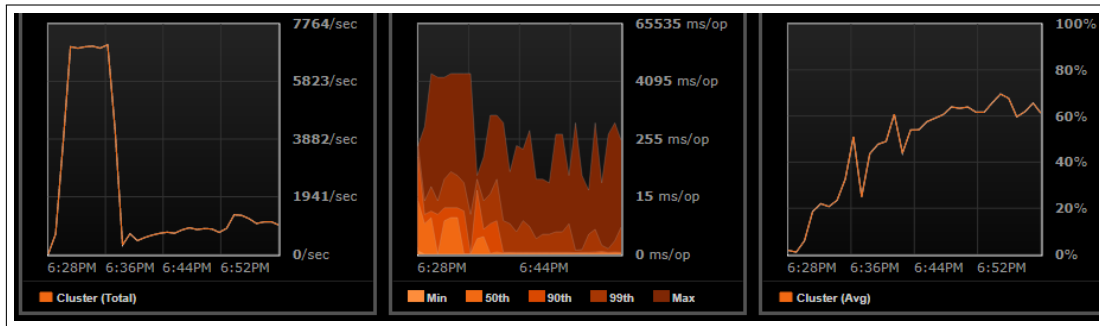 7764/sec
5823/sec
3882/sec
1941/sec
0/sec
6:28PM 6:36PM 6:44PM 6:52PM
Cluster (Total)
65535 ms/op
4095 ms/op
255 ms/op
15 ms/op
0 ms/op
6:28PM 6:44PM
Min 50th 90th 99th Max
100%
80%
60%
40%
20%
0%
6:28PM 6:36PM 6:44PM 6:52PM
Cluster (Avg)